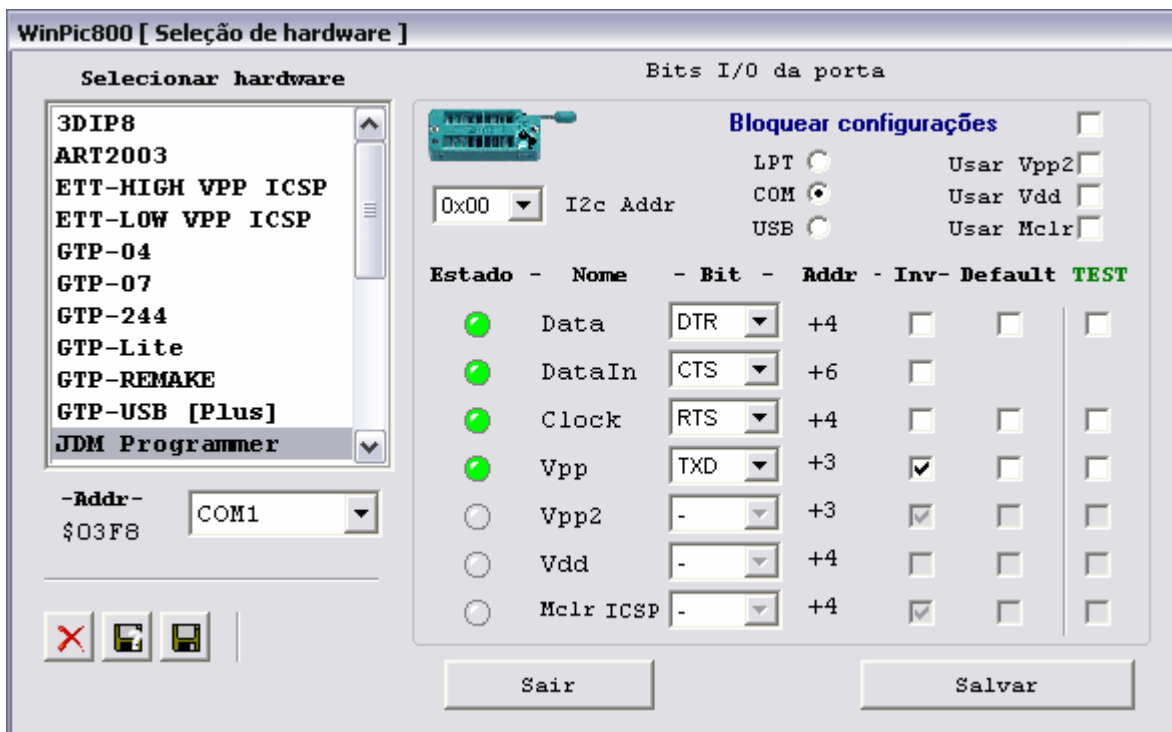 WinPic800 [ Seleção de hardware ]
Selecionar hardware
3DIP8
ART2003
ETT-HIGH VPP ICSP
ETT-LOW VPP ICSP
GTP-04
GTP-07
GTP-244
GTP-Lite
GTP-REMAKE
GTP-USB [Plus]
JDM Programmer
-Addr-
$03F8
COM1
Bits I/O da porta
Bloquear configurações
0x00 I2c Addr
LPT
COM
USB
Usar Vpp2
Usar Vdd
Usar Mclr
Estado - Nome - Bit - Addr - Inv- Default TEST
Data DTR +4
DataIn CTS +6
Clock RTS +4
Vpp TXD +3
Vpp2 - +3
Vdd - +4
Mclr ICSP - +4
Sair
Salvar